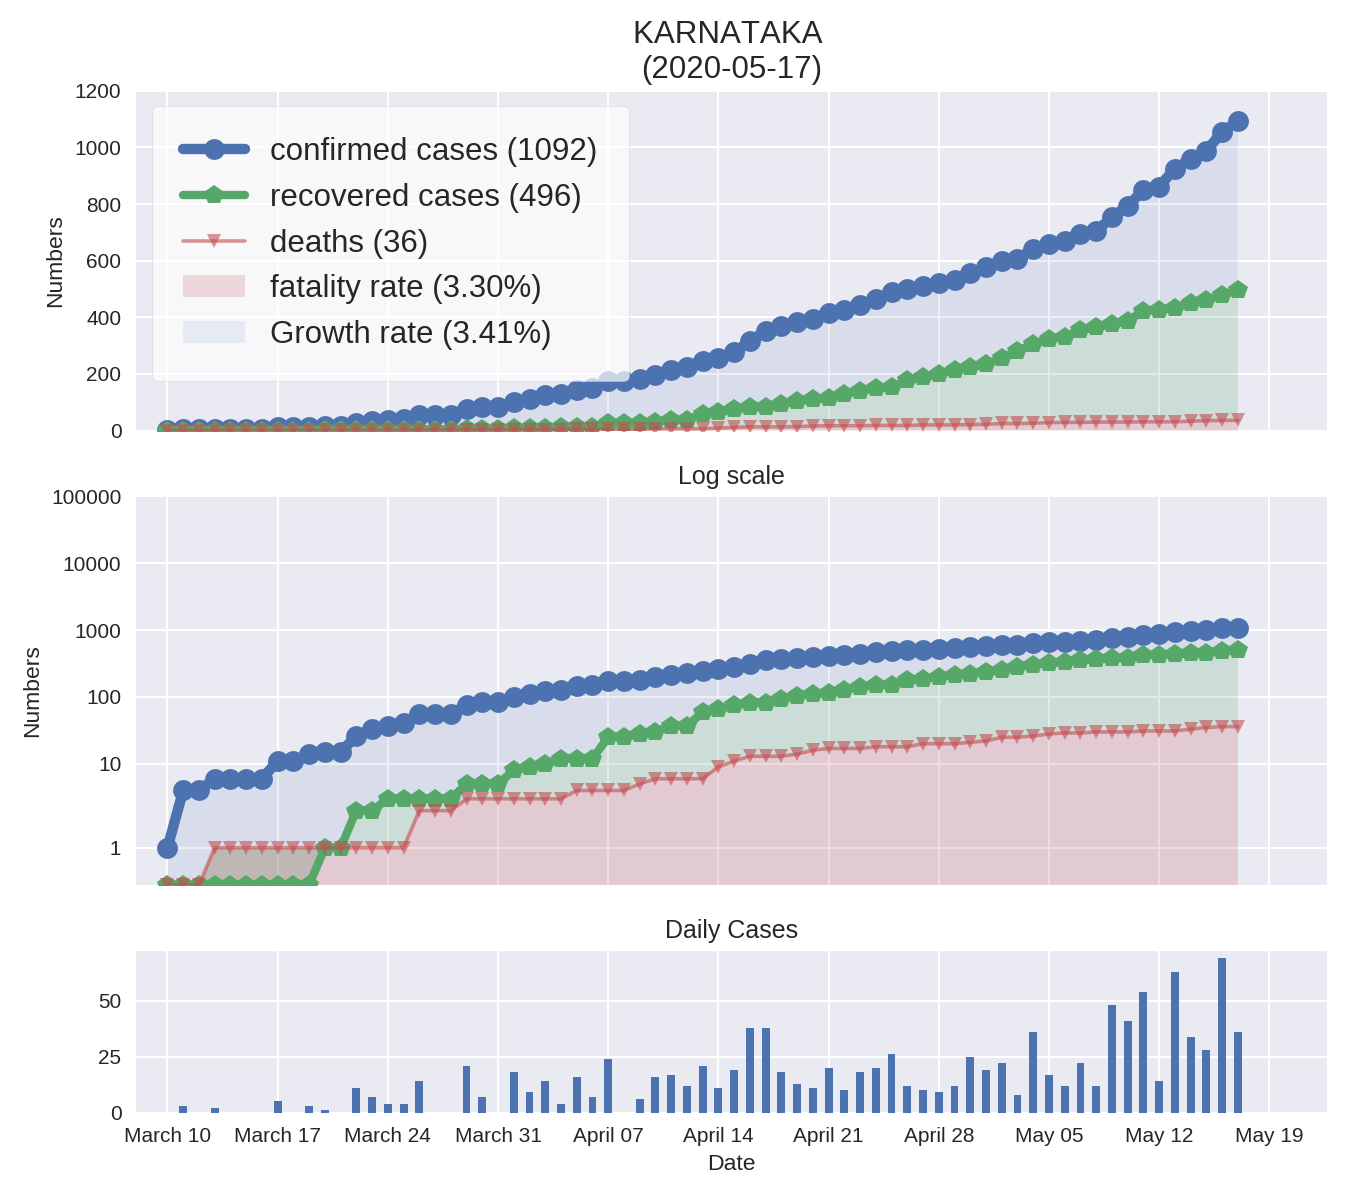 KARNATAKA
(2020-05-17)
1200
1000
800
600
400
200
0
Numbers
confirmed cases (1092)
recovered cases (496)
deaths (36)
fatality rate (3.30%)
Growth rate (3.41%)
Log scale
100000
10000
1000
100
10
1
Numbers
Daily Cases
50
25
0
March 10 March 17 March 24 March 31 April 07 April 14 April 21 April 28 May 05 May 12 May 19
Date